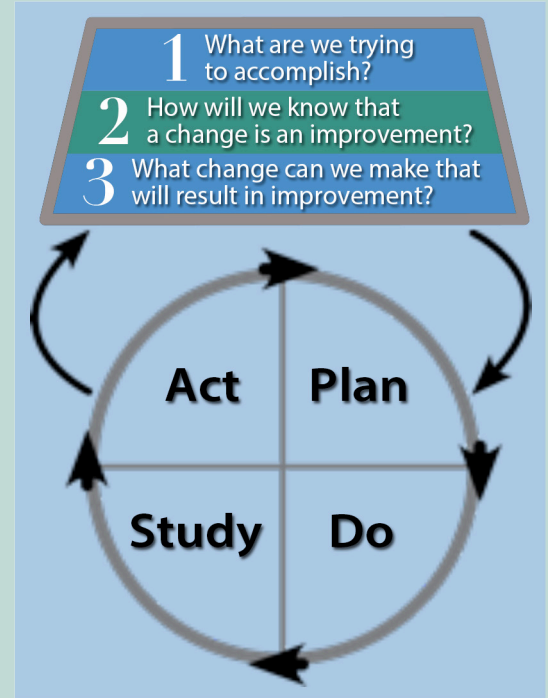 1 What are we trying
to accomplish?
2 How will we know that
a change is an improvement?
3 What change can we make that
will result in improvement?
Act Plan
Study Do